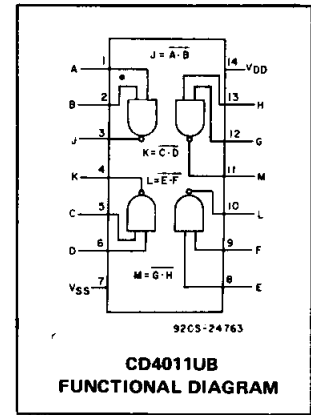 J = A·B
1
A
2
B
3
J
4
K
5
C
6
D
7
VSS
K = C·D
L = E·F
M = G·H
14
VDD
13
H
12
G
11
M
10
L
9
F
8
E
92CS-24763
CD4011UB
FUNCTIONAL DIAGRAM